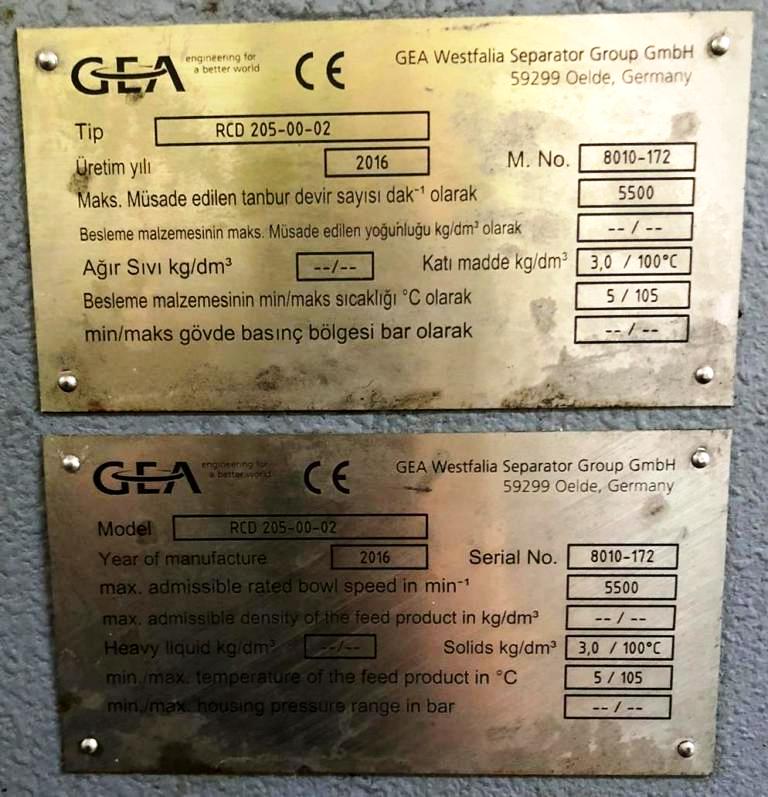 GEA engineering for a better world CE GEA Westfalia Separator Group GmbH
59299 Oelde, Germany
Tip RCD 205-00-02
Üretim yılı 2016 M. No. 8010-172
Maks. Müsade edilen tanbur devir sayısı dak⁻¹ olarak 5500
Besleme malzemesinin maks. Müsade edilen yoğunluğu kg/dm³ olarak -- / --
Ağır Sıvı kg/dm³ --/-- Katı madde kg/dm³ 3,0 / 100°C
Besleme malzemesinin min/maks sıcaklığı °C olarak 5 / 105
min/maks gövde basınç bölgesi bar olarak -- / --
GEA engineering for a better world CE GEA Westfalia Separator Group GmbH
59299 Oelde, Germany
Model RCD 205-00-02
Year of manufacture 2016 Serial No. 8010-172
max. admissible rated bowl speed in min⁻¹ 5500
max. admissible density of the feed product in kg/dm³ -- / --
Heavy liquid kg/dm³ --/-- Solids kg/dm³ 3,0 / 100°C
min./max. temperature of the feed product in °C 5 / 105
min./max. housing pressure range in bar -- / --